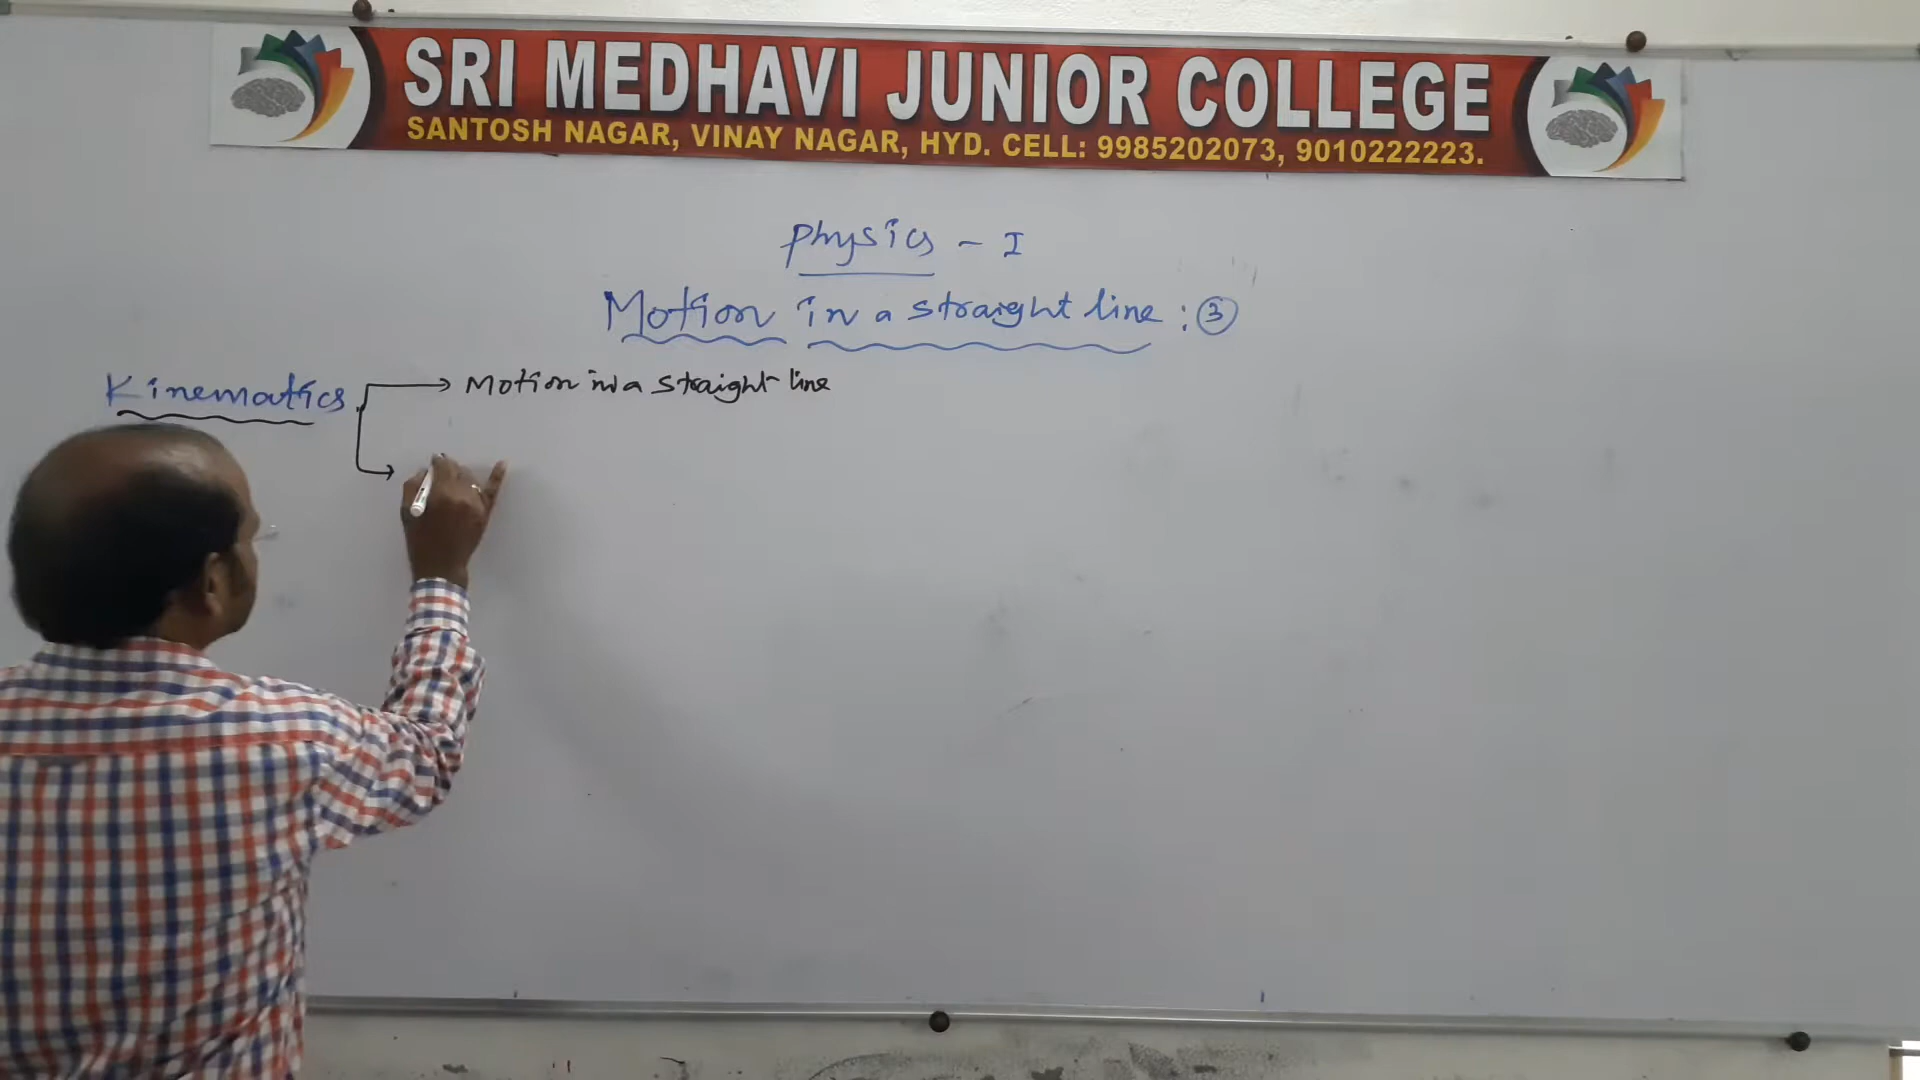 SRI MEDHAVI JUNIOR COLLEGE
SANTOSH NAGAR, VINAY NAGAR, HYD. CELL: 9985202073, 9010222223.
Physics - I
Motion in a straight line : ③
Kinematics → Motion in a straight line